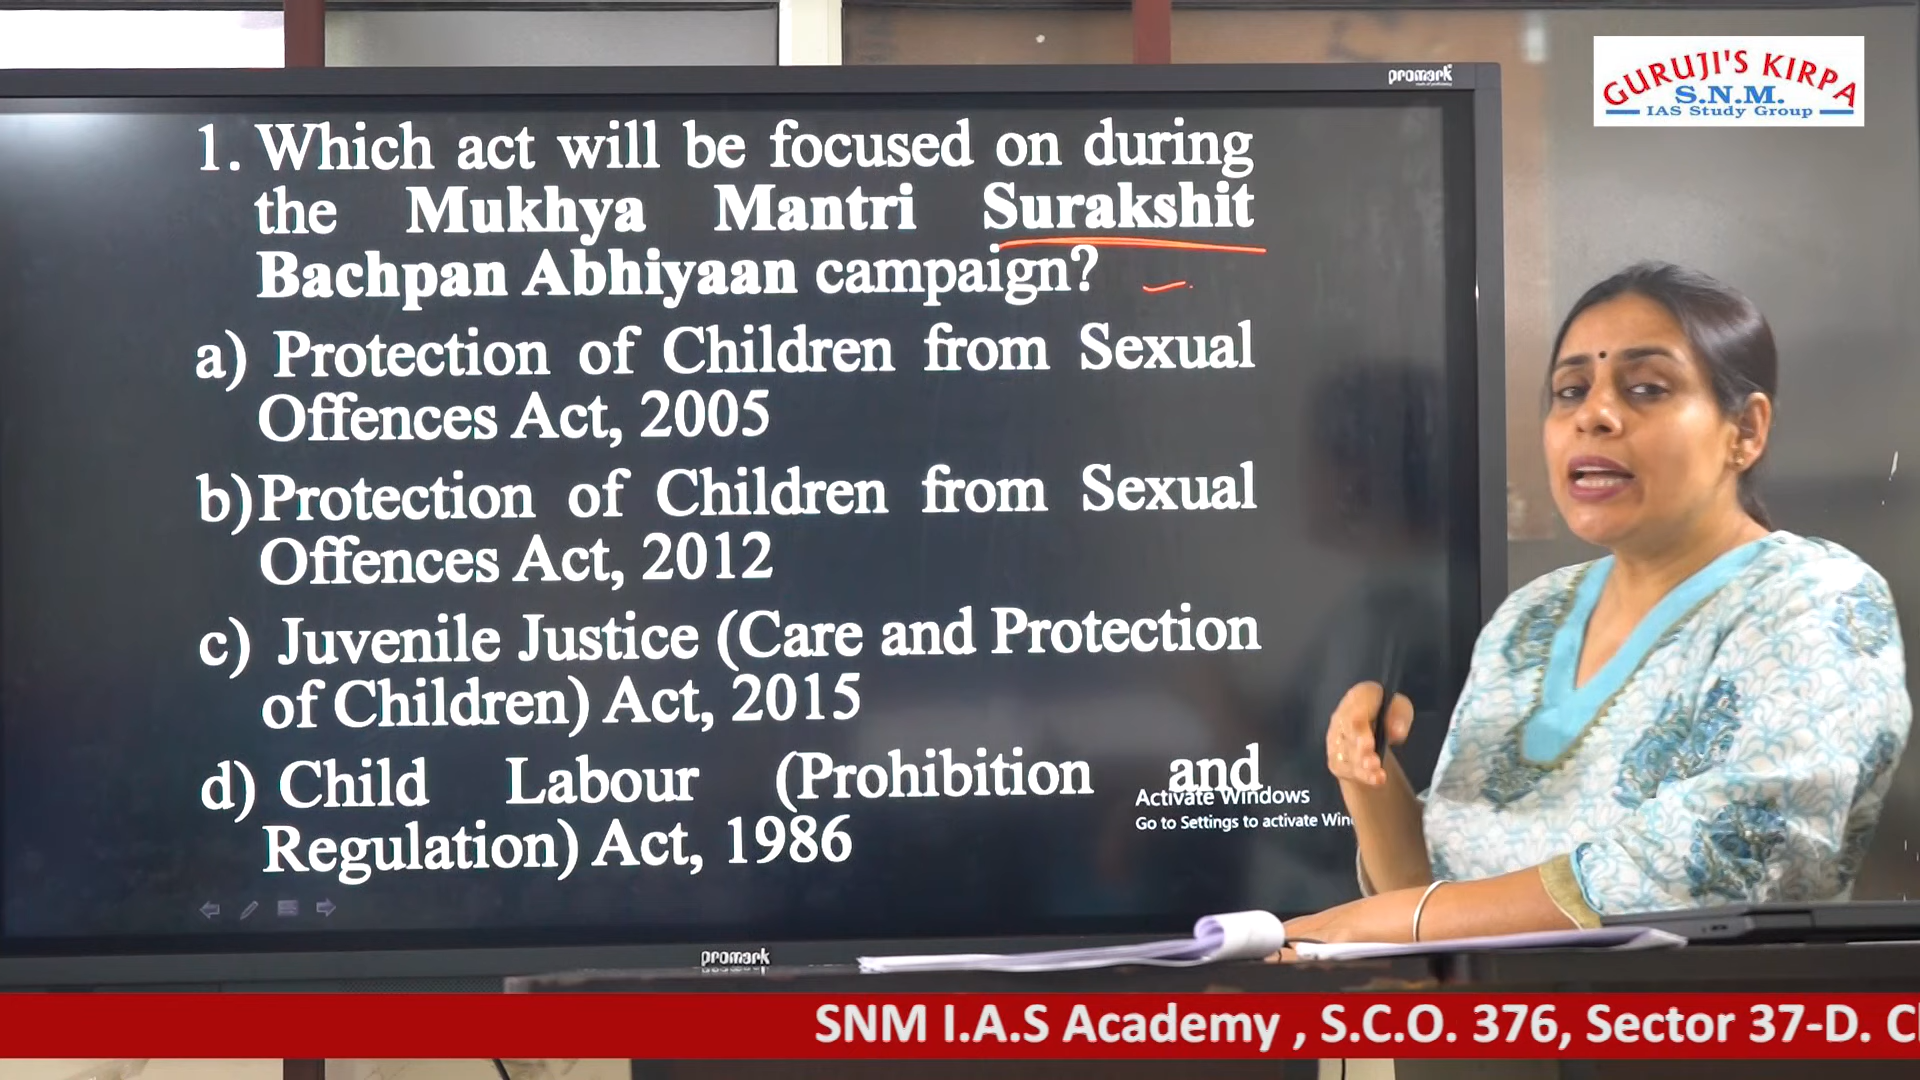 promark
GURUJI'S KIRPA
S.N.M.
IAS Study Group
1. Which act will be focused on during
the Mukhya Mantri Surakshit
Bachpan Abhiyaan campaign?
a) Protection of Children from Sexual
Offences Act, 2005
b) Protection of Children from Sexual
Offences Act, 2012
c) Juvenile Justice (Care and Protection
of Children) Act, 2015
d) Child Labour (Prohibition and
Regulation) Act, 1986
Activate Windows
Go to Settings to activate Win
promark
SNM I.A.S Academy , S.C.O. 376, Sector 37-D. C